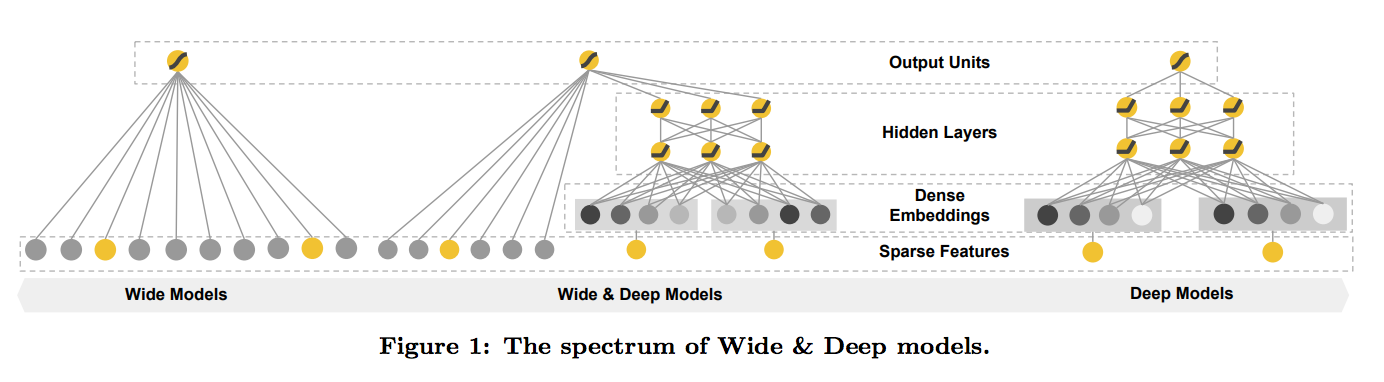 Output Units
Hidden Layers
Dense
Embeddings
Sparse Features
Wide Models
Wide & Deep Models
Deep Models
Figure 1: The spectrum of Wide & Deep models.